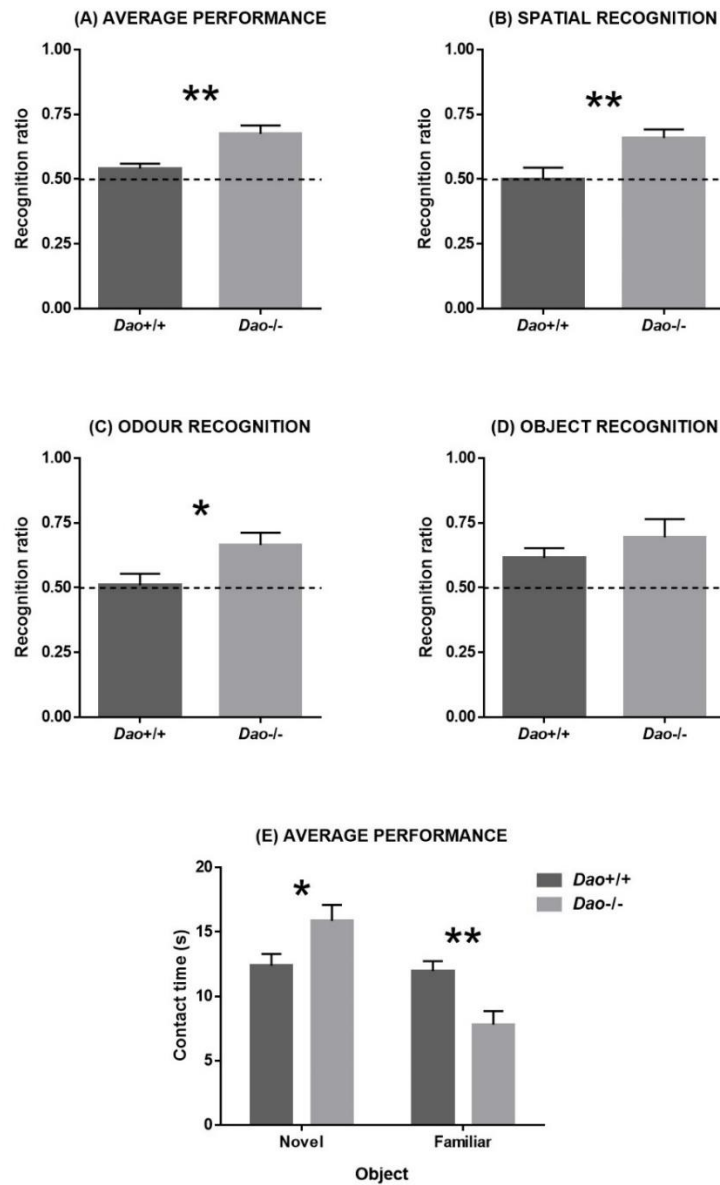 (A) AVERAGE PERFORMANCE
Recognition ratio
1.00
0.75
0.50
0.25
0.00
**
Dao+/+ Dao-/-
(B) SPATIAL RECOGNITION
Recognition ratio
1.00
0.75
0.50
0.25
0.00
**
Dao+/+ Dao-/-
(C) ODOUR RECOGNITION
Recognition ratio
1.00
0.75
0.50
0.25
0.00
*
Dao+/+ Dao-/-
(D) OBJECT RECOGNITION
Recognition ratio
1.00
0.75
0.50
0.25
0.00
Dao+/+ Dao-/-
(E) AVERAGE PERFORMANCE
Contact time (s)
20
15
10
5
0
* **
Dao+/+
Dao-/-
Novel Familiar
Object